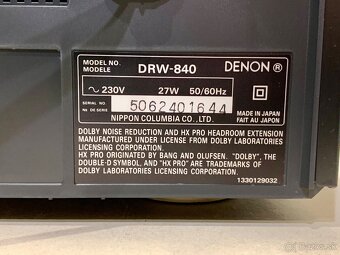 MODEL NO.
MODELE
DRW-840
DENON®
~ 230V 27W 50/60Hz
SERIAL NO.
No DE SERIE
5062401644
MADE IN JAPAN
FAIT AU JAPON
NIPPON COLUMBIA CO.,LTD.
DOLBY NOISE REDUCTION AND HX PRO HEADROOM EXTENSION
MANUFACTURED UNDER LICENSE FROM DOLBY LABORATORIES
LICENSING CORPORATION.
HX PRO ORIGINATED BY BANG AND OLUFSEN. "DOLBY", THE
DOUBLE-D SYMBOL, AND "HX PRO" ARE TRADEMARKS OF
DOLBY LABORATORIES LICENSING CORPORATION.
1330129032
bazos.sk